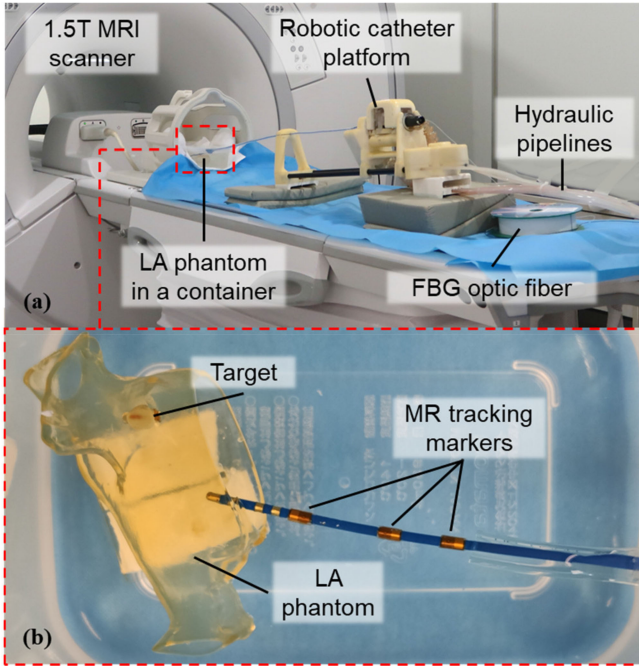 1.5T MRI
scanner
Robotic catheter
platform
Hydraulic
pipelines
LA phantom
in a container
FBG optic fiber
(a)
Target
MR tracking
markers
LA
phantom
(b)